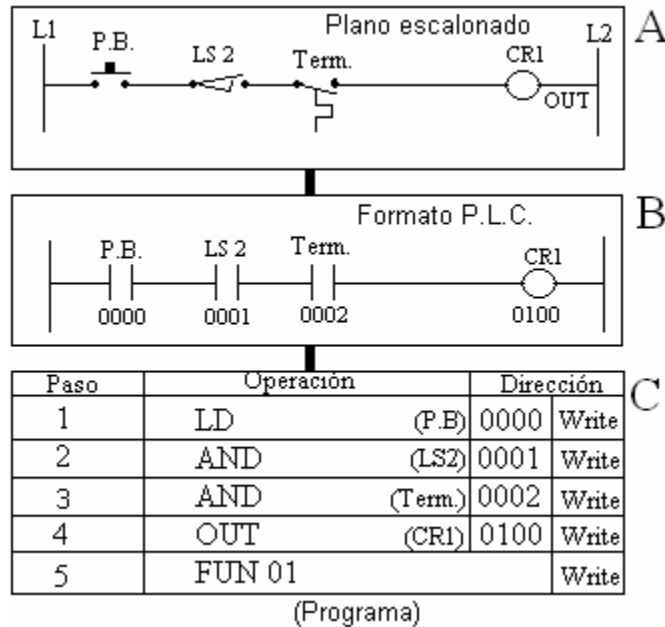 Plano escalonado
A
L1
P.B.
LS 2
Term.
CR1
L2
OUT
Formato P.L.C.
B
P.B.
LS 2
Term.
CR1
0000
0001
0002
0100
Paso Operación Dirección
C
1 LD (P.B) 0000 Write
2 AND (LS2) 0001 Write
3 AND (Term.) 0002 Write
4 OUT (CR1) 0100 Write
5 FUN 01 Write
(Programa)